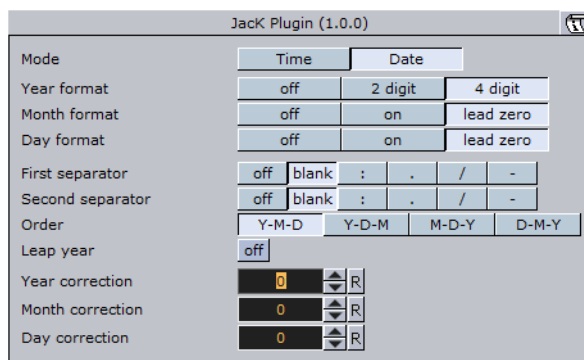 JacK Plugin (1.0.0)
Mode Time Date
Year format off 2 digit 4 digit
Month format off on lead zero
Day format off on lead zero
First separator off blank : . / -
Second separator off blank : . / -
Order Y-M-D Y-D-M M-D-Y D-M-Y
Leap year off
Year correction 0 R
Month correction 0 R
Day correction 0 R